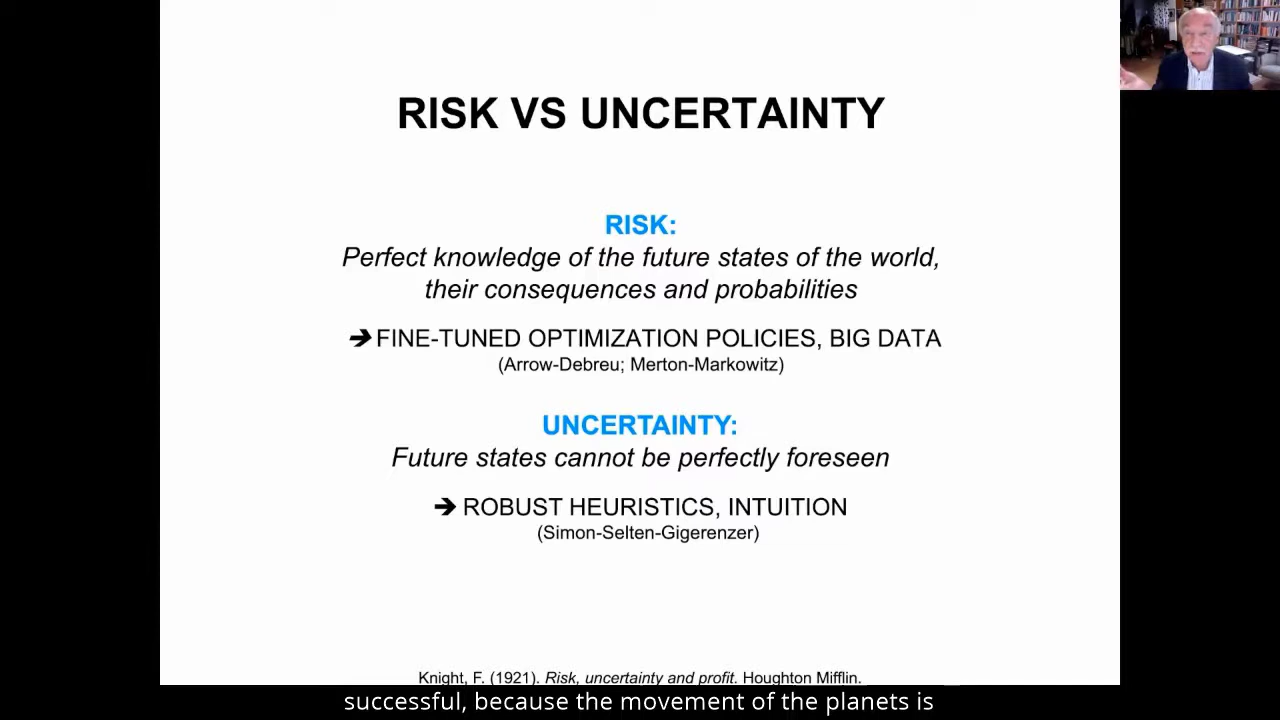 RISK VS UNCERTAINTY
RISK:
Perfect knowledge of the future states of the world,
their consequences and probabilities
➔ FINE-TUNED OPTIMIZATION POLICIES, BIG DATA
(Arrow-Debreu; Merton-Markowitz)
UNCERTAINTY:
Future states cannot be perfectly foreseen
➔ ROBUST HEURISTICS, INTUITION
(Simon-Selten-Gigerenzer)
Knight, F. (1921). Risk, uncertainty and profit. Houghton Mifflin.
successful, because the movement of the planets is